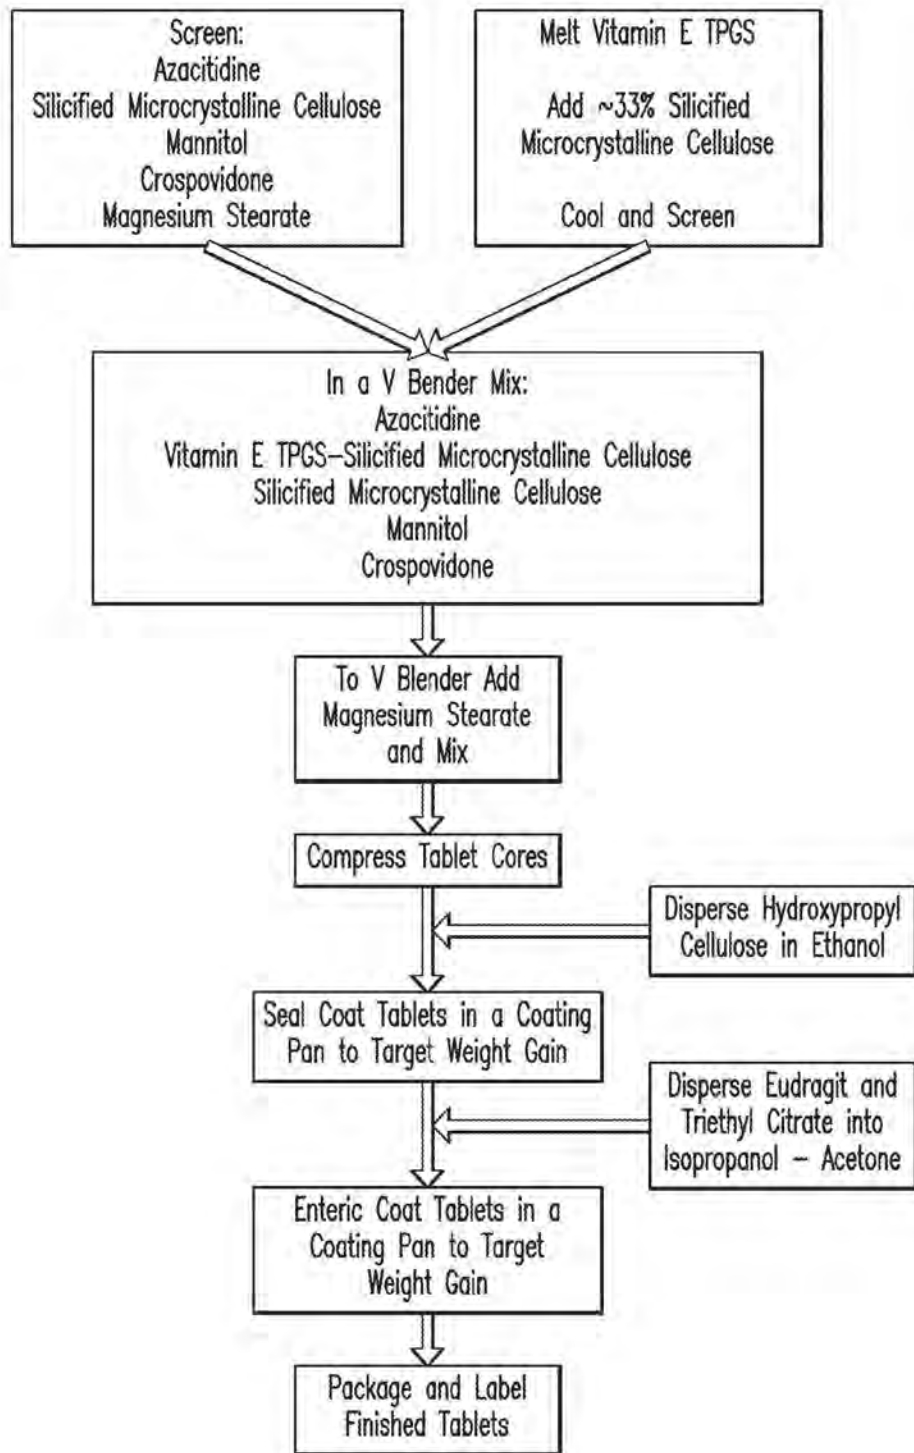 Screen:
Azacitidine
Silicified Microcrystalline Cellulose
Mannitol
Crospovidone
Magnesium Stearate
Melt Vitamin E TPGS
Add ~33% Silicified
Microcrystalline Cellulose
Cool and Screen
In a V Bender Mix:
Azacitidine
Vitamin E TPGS–Silicified Microcrystalline Cellulose
Silicified Microcrystalline Cellulose
Mannitol
Crospovidone
To V Blender Add
Magnesium Stearate
and Mix
Compress Tablet Cores
Disperse Hydroxypropyl
Cellulose in Ethanol
Seal Coat Tablets in a Coating
Pan to Target Weight Gain
Disperse Eudragit and
Triethyl Citrate into
Isopropanol – Acetone
Enteric Coat Tablets in a
Coating Pan to Target
Weight Gain
Package and Label
Finished Tablets